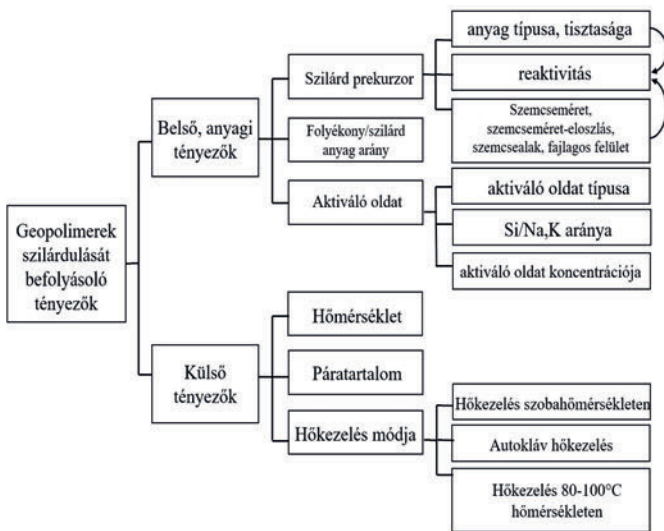 Geopolimerek
szilárdulását
befolyásoló
tényezők
Belső, anyagi
tényezők
Szilárd prekurzor
anyag típusa, tisztasága
reaktivitás
Szemcseméret,
szemcseméret-eloszlás,
szemcsealak, fajlagos felület
Folyékony/szilárd
anyag arány
Aktiváló oldat
aktiváló oldat típusa
Si/Na,K aránya
aktiváló oldat koncentrációja
Külső
tényezők
Hőmérséklet
Páratartalom
Hőkezelés módja
Hőkezelés szobahőmérsékleten
Autokláv hőkezelés
Hőkezelés 80-100°C
hőmérsékleten